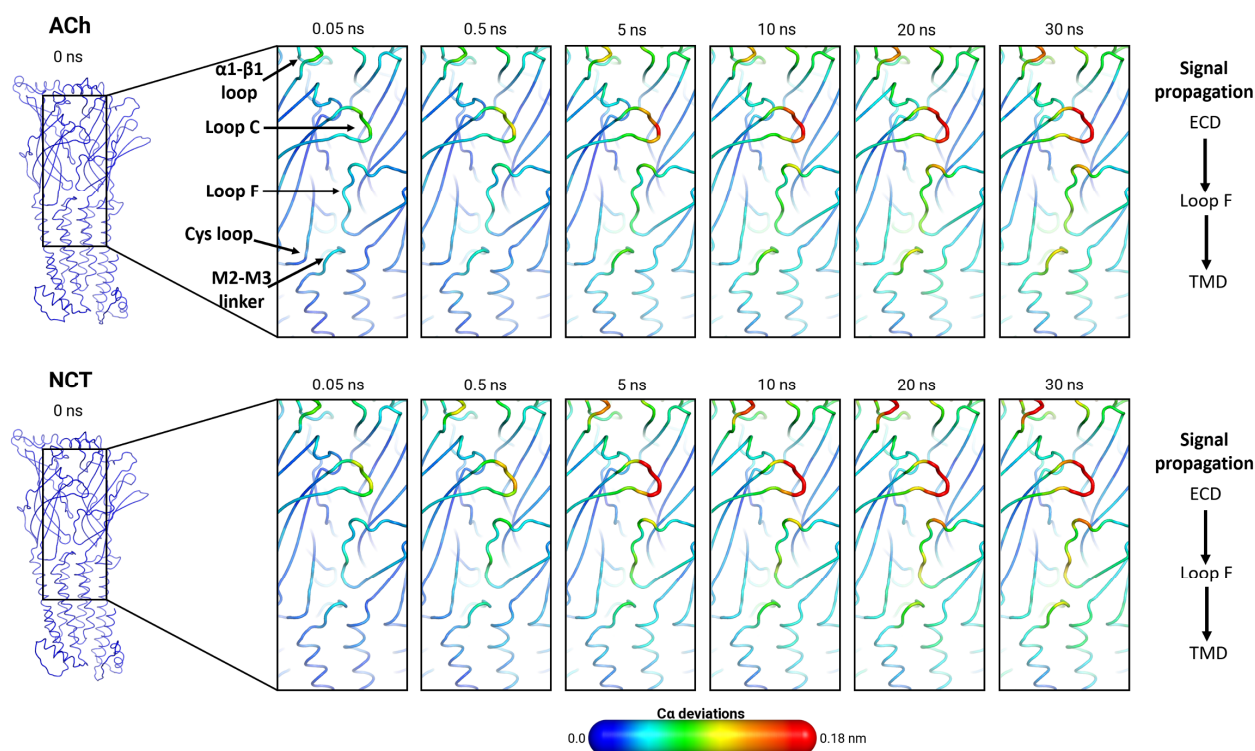 ACh
0 ns
0.05 ns
0.5 ns
5 ns
10 ns
20 ns
30 ns
α1-β1
loop
Loop C
Loop F
Cys loop
M2-M3
linker
Signal
propagation
ECD
Loop F
TMD
NCT
0 ns
0.05 ns
0.5 ns
5 ns
10 ns
20 ns
30 ns
Signal
propagation
ECD
Loop F
TMD
Cα deviations
0.0
0.18 nm